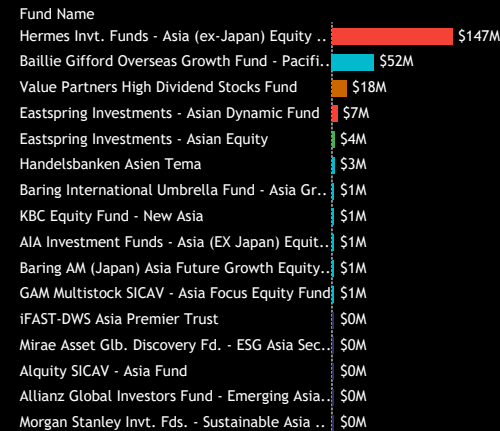 Fund Name
Hermes Invt. Funds - Asia (ex-Japan) Equity .. $147M
Baillie Gifford Overseas Growth Fund - Pacifi.. $52M
Value Partners High Dividend Stocks Fund $18M
Eastspring Investments - Asian Dynamic Fund $7M
Eastspring Investments - Asian Equity $4M
Handelsbanken Asien Tema $3M
Baring International Umbrella Fund - Asia Gr.. $1M
KBC Equity Fund - New Asia $1M
AIA Investment Funds - Asia (EX Japan) Equit.. $1M
Baring AM (Japan) Asia Future Growth Equity.. $1M
GAM Multistock SICAV - Asia Focus Equity Fund $1M
iFAST-DWS Asia Premier Trust $0M
Mirae Asset Glb. Discovery Fd. - ESG Asia Sec.. $0M
Alquity SICAV - Asia Fund $0M
Allianz Global Investors Fund - Emerging Asia.. $0M
Morgan Stanley Invt. Fds. - Sustainable Asia .. $0M